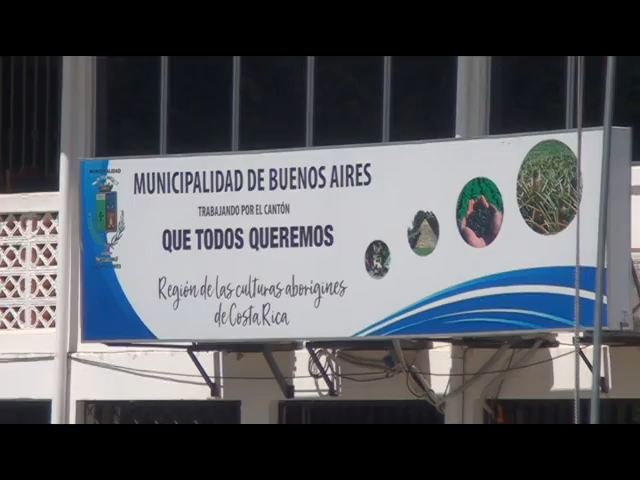 MUNICIPALIDAD DE BUENOS AIRES
TRABAJANDO POR EL CANTÓN
QUE TODOS QUEREMOS
Región de las culturas aborígenes
de Costa Rica
MUNICIPALIDAD